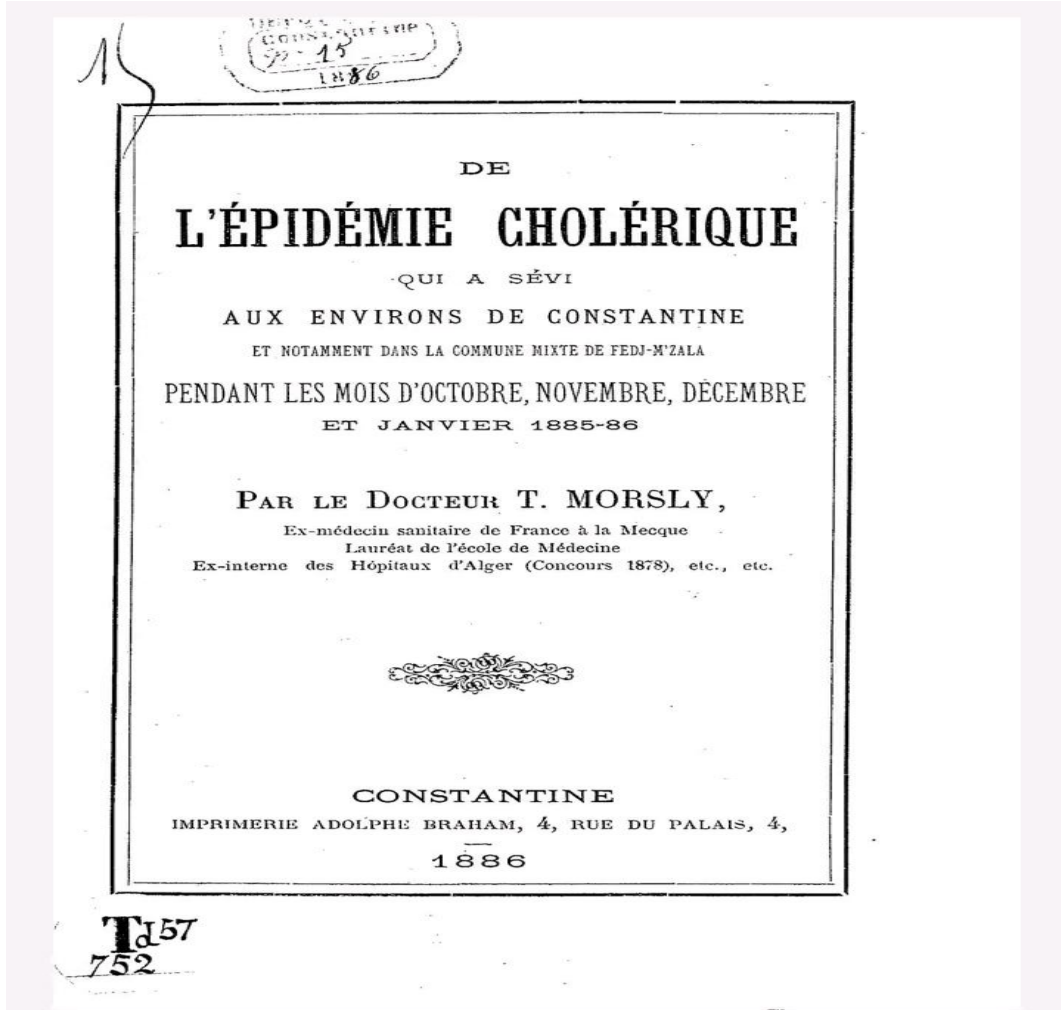 15
CONSTANTINE
15
1886
DE
L'ÉPIDÉMIE CHOLÉRIQUE
QUI A SÉVI
AUX ENVIRONS DE CONSTANTINE
ET NOTAMMENT DANS LA COMMUNE MIXTE DE FEDJ-M'ZALA
PENDANT LES MOIS D'OCTOBRE, NOVEMBRE, DÉCEMBRE
ET JANVIER 1885-86
PAR LE DOCTEUR T. MORSLY,
Ex-médecin sanitaire de France à la Mecque
Lauréat de l'école de Médecine
Ex-interne des Hôpitaux d'Alger (Concours 1878), etc., etc.
CONSTANTINE
IMPRIMERIE ADOLPHE BRAHAM, 4, RUE DU PALAIS, 4,
1886
Td57
752